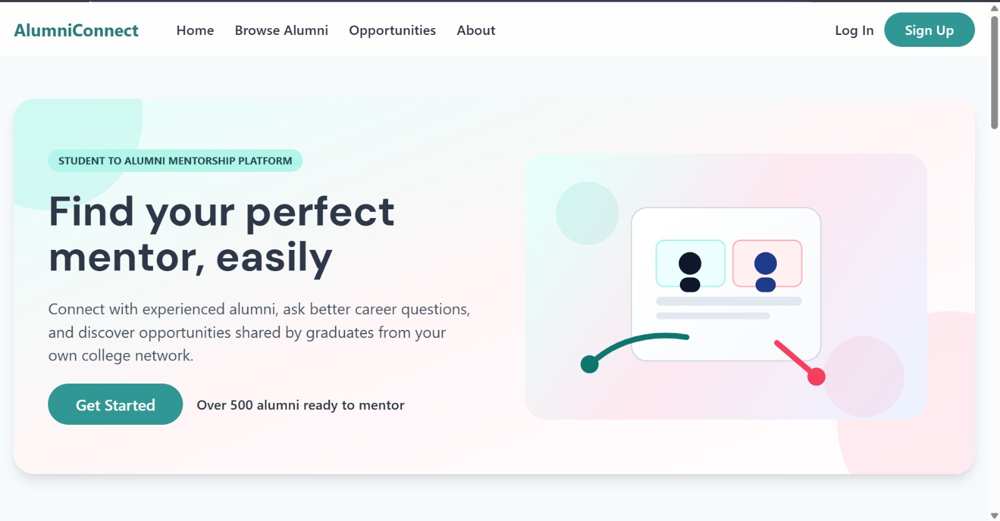 AlumniConnect
Home
Browse Alumni
Opportunities
About
Log In
Sign Up
STUDENT TO ALUMNI MENTORSHIP PLATFORM
Find your perfect
mentor, easily
Connect with experienced alumni, ask better career questions,
and discover opportunities shared by graduates from your
own college network.
Get Started
Over 500 alumni ready to mentor